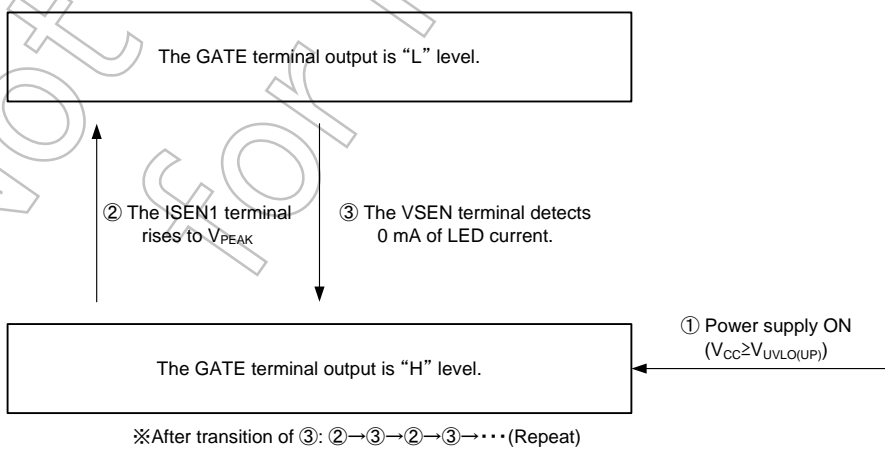 Not
for
The GATE terminal output is “L” level.
② The ISEN1 terminal
rises to VPEAK
③ The VSEN terminal detects
0 mA of LED current.
① Power supply ON
(VCC≥VUVLO(UP))
The GATE terminal output is “H” level.
※After transition of ③: ②→③→②→③→･･･(Repeat)